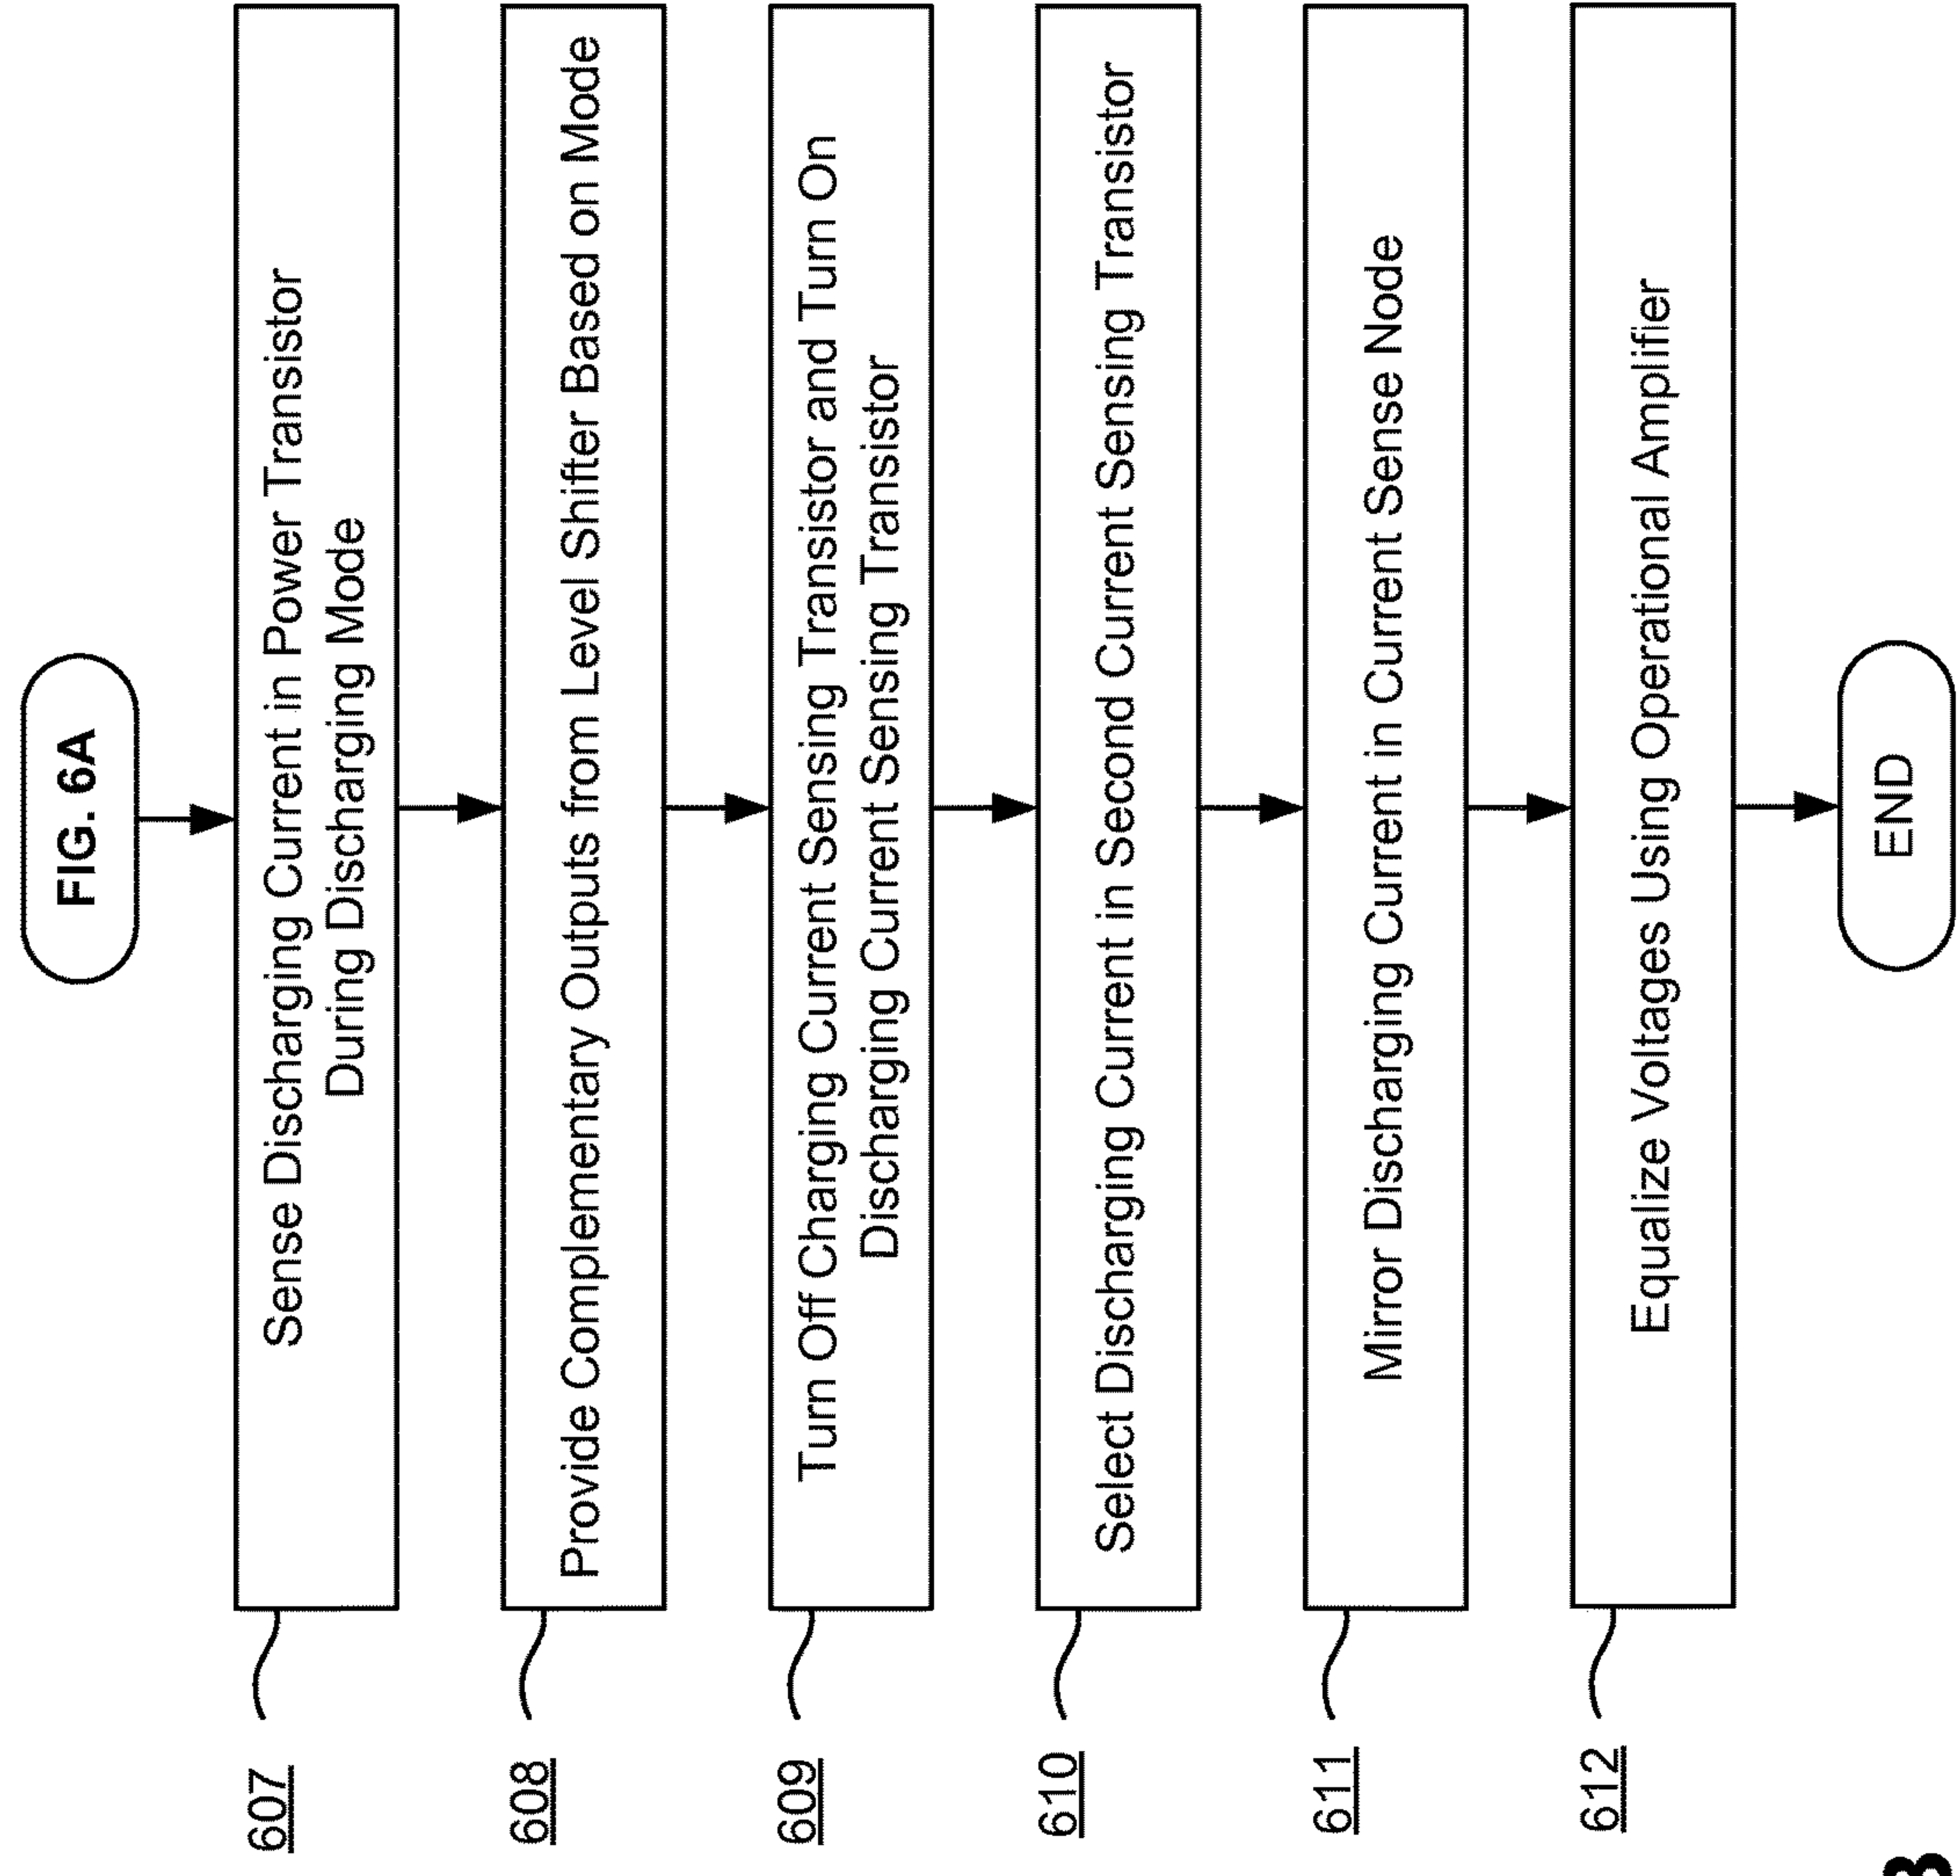 FIG. 6A
607
Sense Discharging Current in Power Transistor
During Discharging Mode
608
Provide Complementary Outputs from Level Shifter Based on Mode
609
Turn Off Charging Current Sensing Transistor and Turn On
Discharging Current Sensing Transistor
610
Select Discharging Current in Second Current Sensing Transistor
611
Mirror Discharging Current in Current Sense Node
612
Equalize Voltages Using Operational Amplifier
END